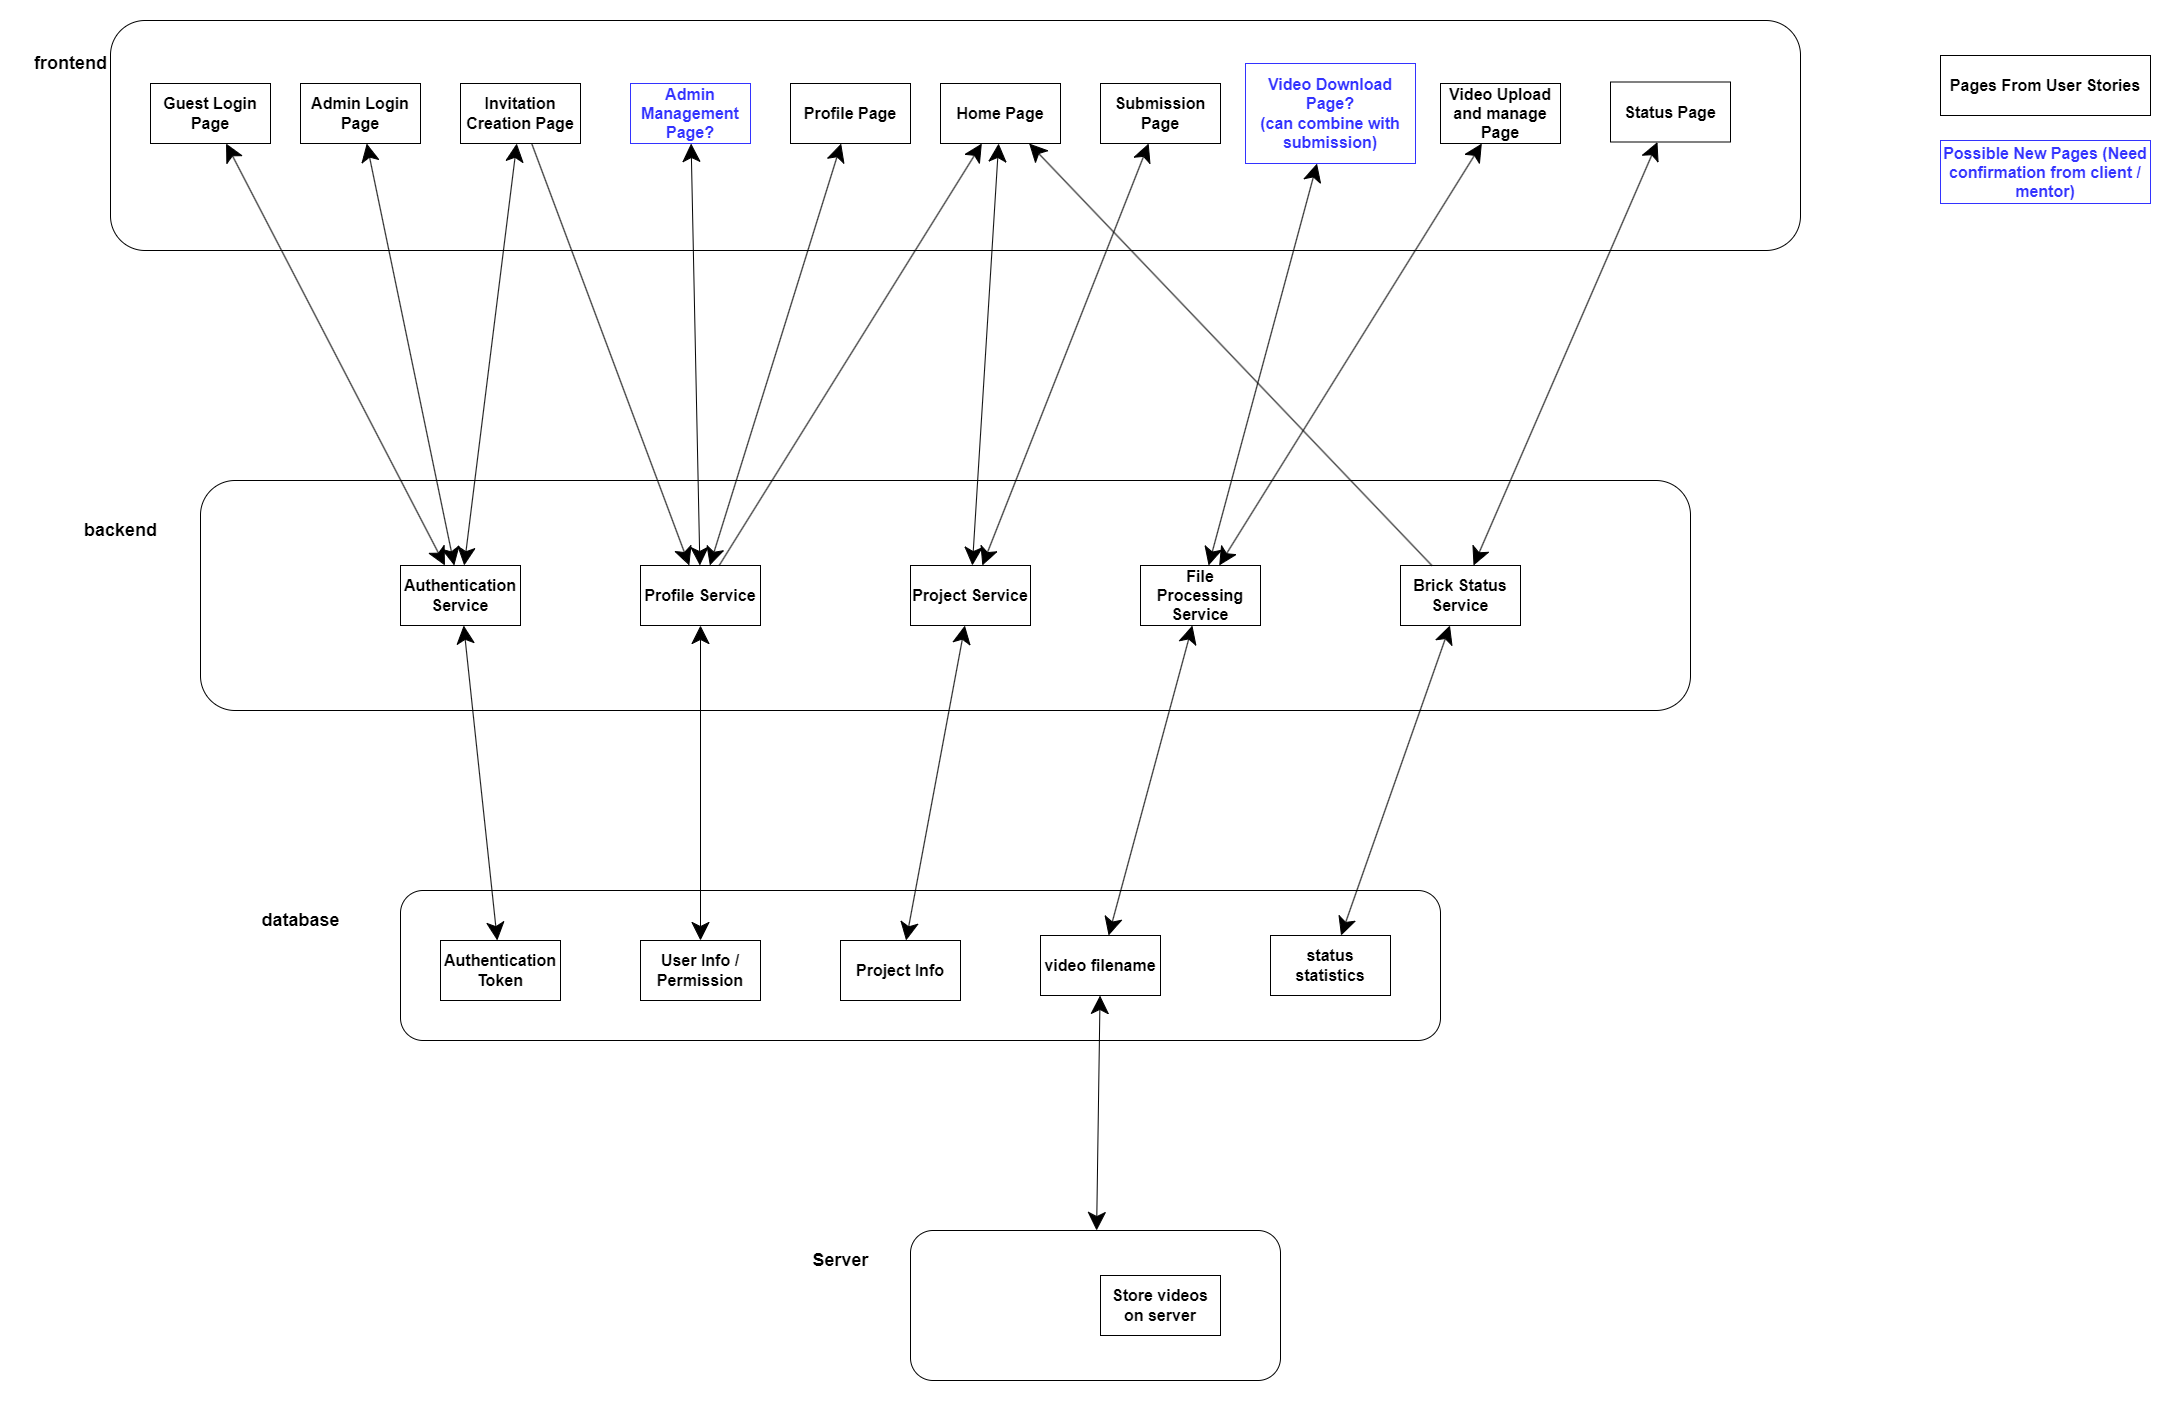 frontend
Guest Login
Page
Admin Login
Page
Invitation
Creation Page
Admin
Management
Page?
Profile Page
Home Page
Submission
Page
Video Download
Page?
(can combine with
submission)
Video Upload
and manage
Page
Status Page
Pages From User Stories
Possible New Pages (Need
confirmation from client /
mentor)
backend
Authentication
Service
Profile Service
Project Service
File
Processing
Service
Brick Status
Service
database
Authentication
Token
User Info /
Permission
Project Info
video filename
status
statistics
Server
Store videos
on server